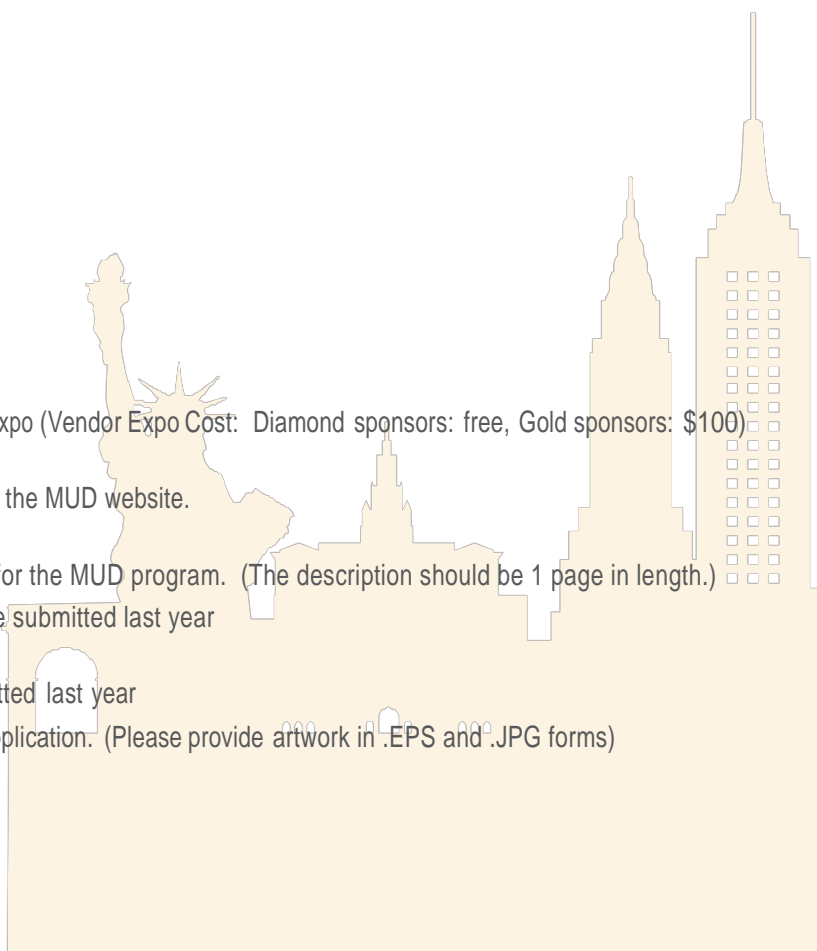 xpo (Vendor Expo Cost: Diamond sponsors: free, Gold sponsors: $100)
the MUD website.
for the MUD program. (The description should be 1 page in length.)
e submitted last year
tted last year
plication. (Please provide artwork in .EPS and .JPG forms)